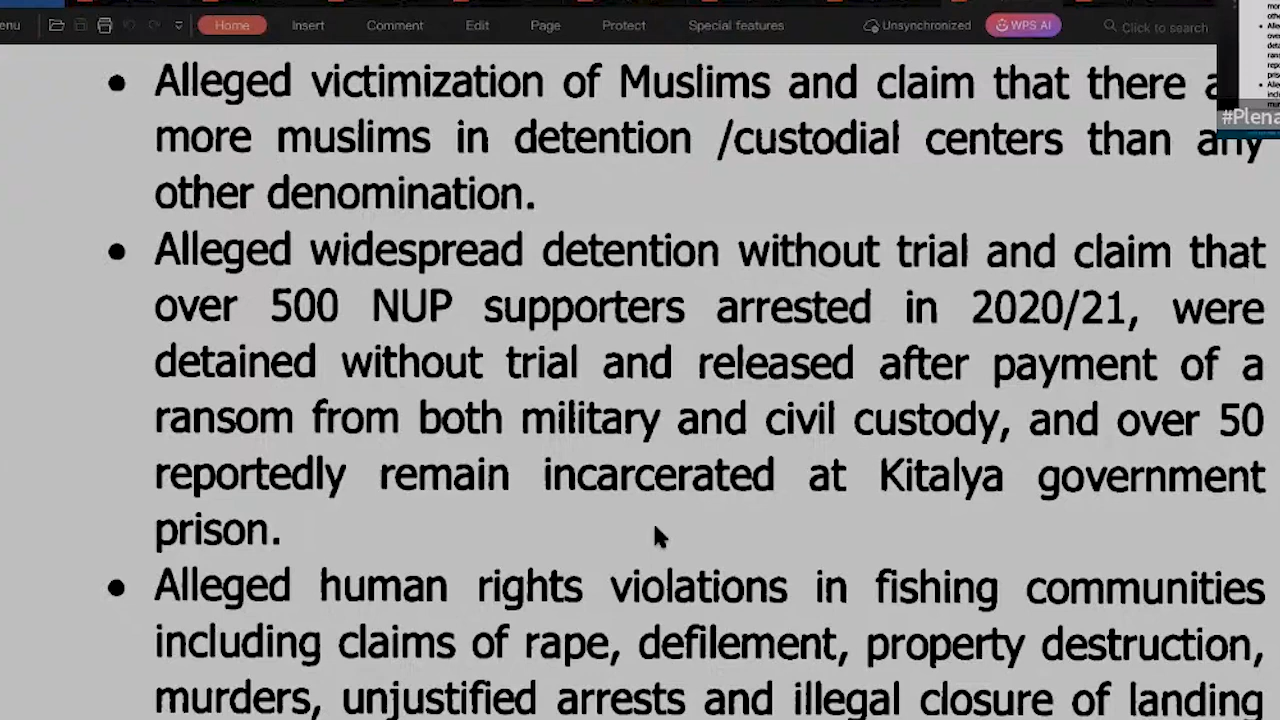 enu Home Insert Comment Edit Page Protect Special features Unsynchronized WPS AI Click to search
#Plena
• Alleged victimization of Muslims and claim that there a
more muslims in detention /custodial centers than any
other denomination.
• Alleged widespread detention without trial and claim that
over 500 NUP supporters arrested in 2020/21, were
detained without trial and released after payment of a
ransom from both military and civil custody, and over 50
reportedly remain incarcerated at Kitalya government
prison.
• Alleged human rights violations in fishing communities
including claims of rape, defilement, property destruction,
murders, unjustified arrests and illegal closure of landing